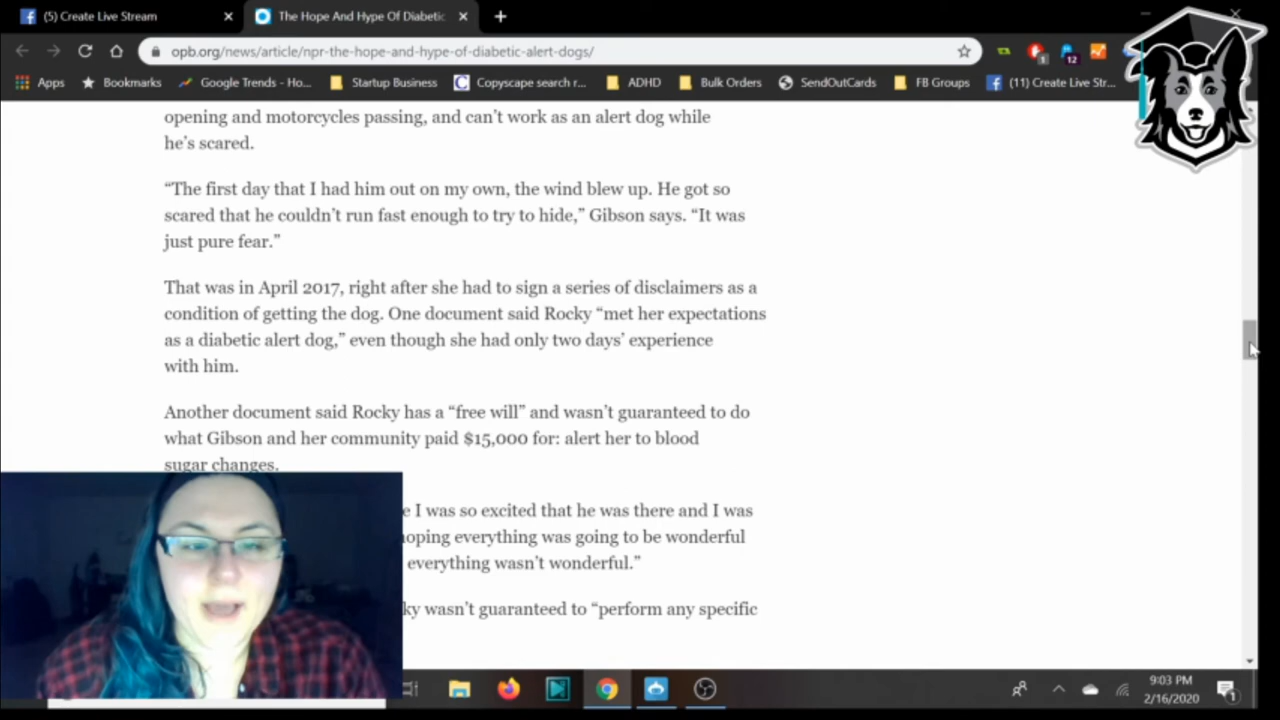 (5) Create Live Stream
The Hope And Hype Of Diabetic
opb.org/news/article/npr-the-hope-and-hype-of-diabetic-alert-dogs/
1
12
Apps
Bookmarks
Google Trends - Ho...
Startup Business
Copyscape search r...
ADHD
Bulk Orders
SendOutCards
FB Groups
(11) Create Live Str...
opening and motorcycles passing, and can’t work as an alert dog while
he’s scared.
“The first day that I had him out on my own, the wind blew up. He got so
scared that he couldn’t run fast enough to try to hide,” Gibson says. “It was
just pure fear.”
That was in April 2017, right after she had to sign a series of disclaimers as a
condition of getting the dog. One document said Rocky “met her expectations
as a diabetic alert dog,” even though she had only two days’ experience
with him.
Another document said Rocky has a “free will” and wasn’t guaranteed to do
what Gibson and her community paid $15,000 for: alert her to blood
sugar changes.
e I was so excited that he was there and I was
hoping everything was going to be wonderful
everything wasn’t wonderful.”
ky wasn’t guaranteed to “perform any specific
9:03 PM
2/16/2020
1